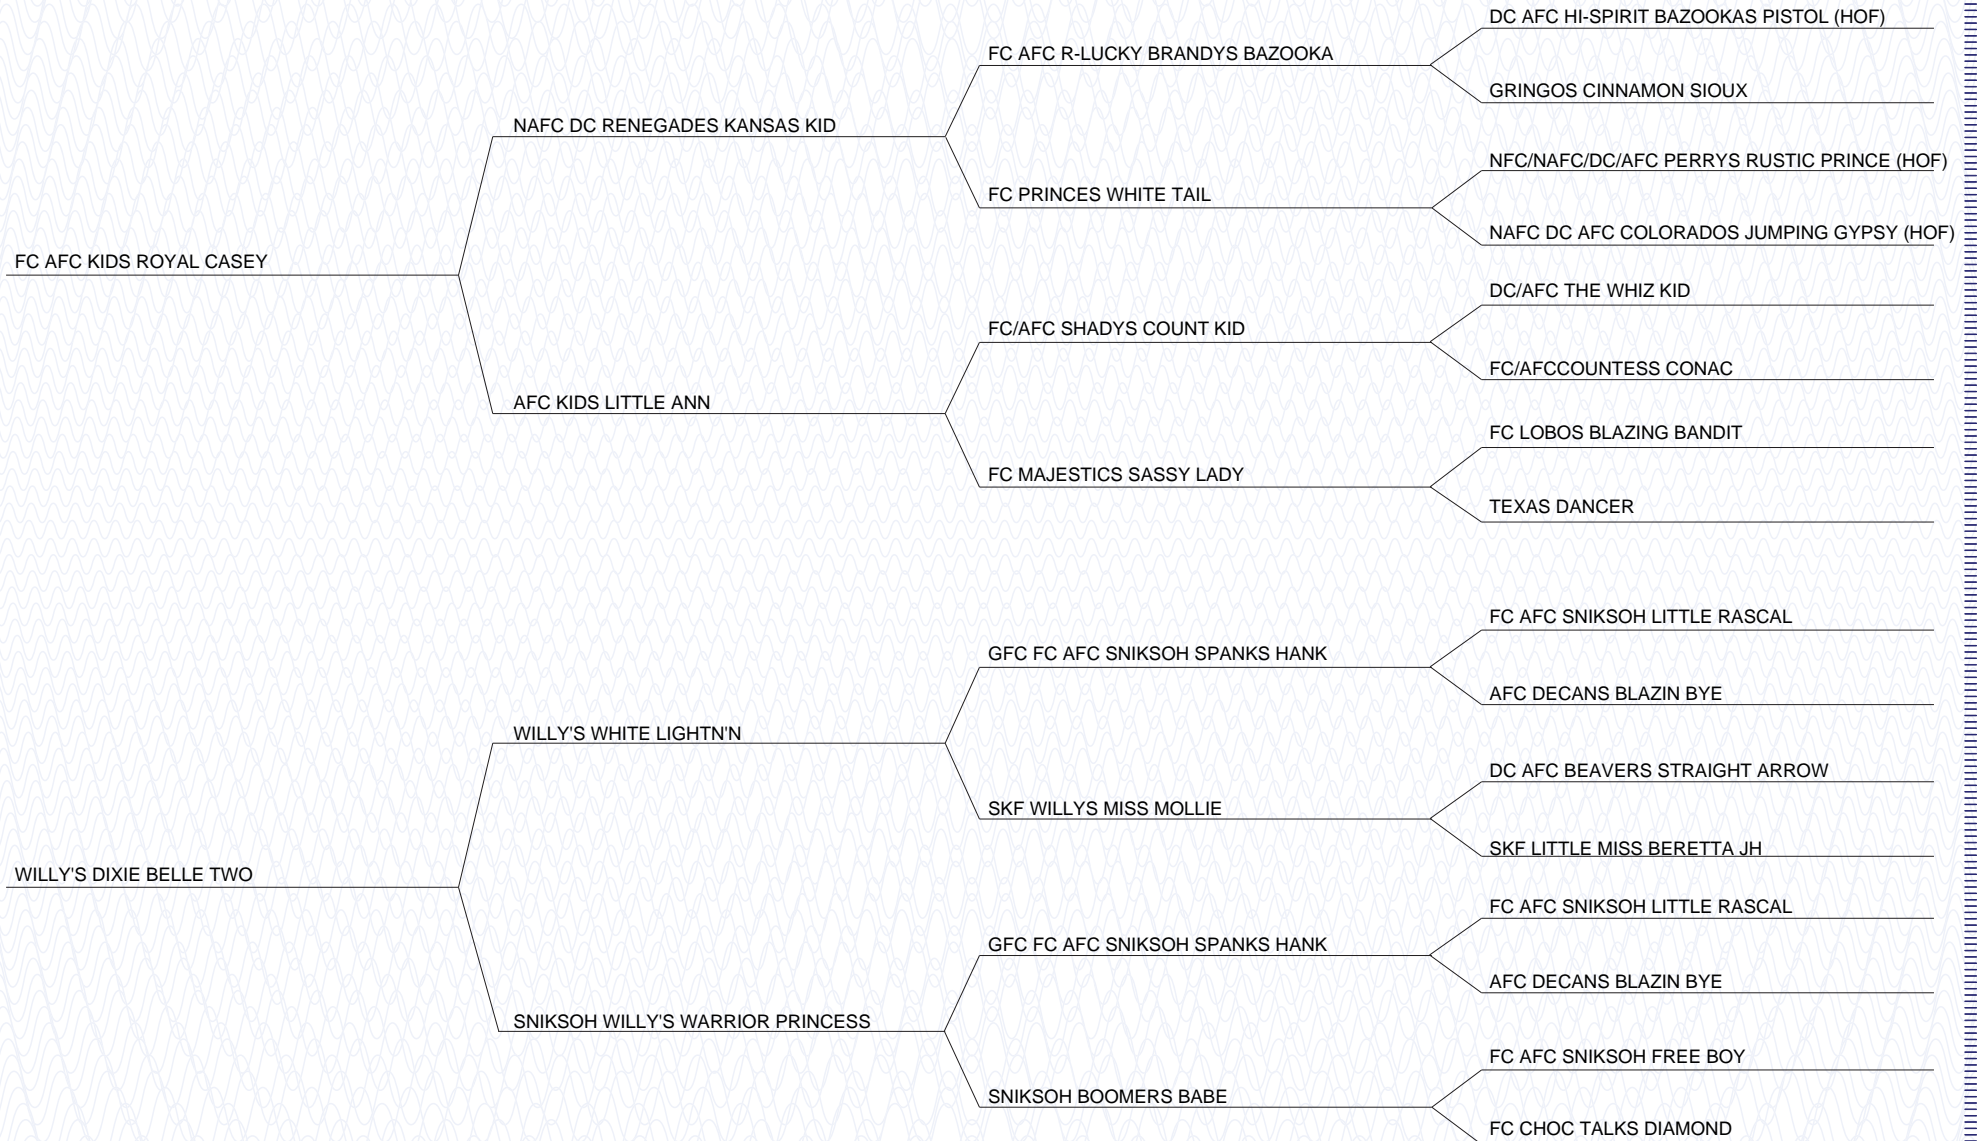 DC AFC HI-SPIRIT BAZOOKAS PISTOL (HOF)
FC AFC R-LUCKY BRANDYS BAZOOKA
GRINGOS CINNAMON SIOUX
NAFC DC RENEGADES KANSAS KID
NFC/NAFC/DC/AFC PERRYS RUSTIC PRINCE (HOF)
FC PRINCES WHITE TAIL
NAFC DC AFC COLORADOS JUMPING GYPSY (HOF)
FC AFC KIDS ROYAL CASEY
DC/AFC THE WHIZ KID
FC/AFC SHADYS COUNT KID
FC/AFCCOUNTESS CONAC
AFC KIDS LITTLE ANN
FC LOBOS BLAZING BANDIT
FC MAJESTICS SASSY LADY
TEXAS DANCER
FC AFC SNIKSOH LITTLE RASCAL
GFC FC AFC SNIKSOH SPANKS HANK
AFC DECANS BLAZIN BYE
WILLY'S WHITE LIGHTN'N
DC AFC BEAVERS STRAIGHT ARROW
SKF WILLYS MISS MOLLIE
SKF LITTLE MISS BERETTA JH
WILLY'S DIXIE BELLE TWO
FC AFC SNIKSOH LITTLE RASCAL
GFC FC AFC SNIKSOH SPANKS HANK
AFC DECANS BLAZIN BYE
SNIKSOH WILLY'S WARRIOR PRINCESS
FC AFC SNIKSOH FREE BOY
SNIKSOH BOOMERS BABE
FC CHOC TALKS DIAMOND